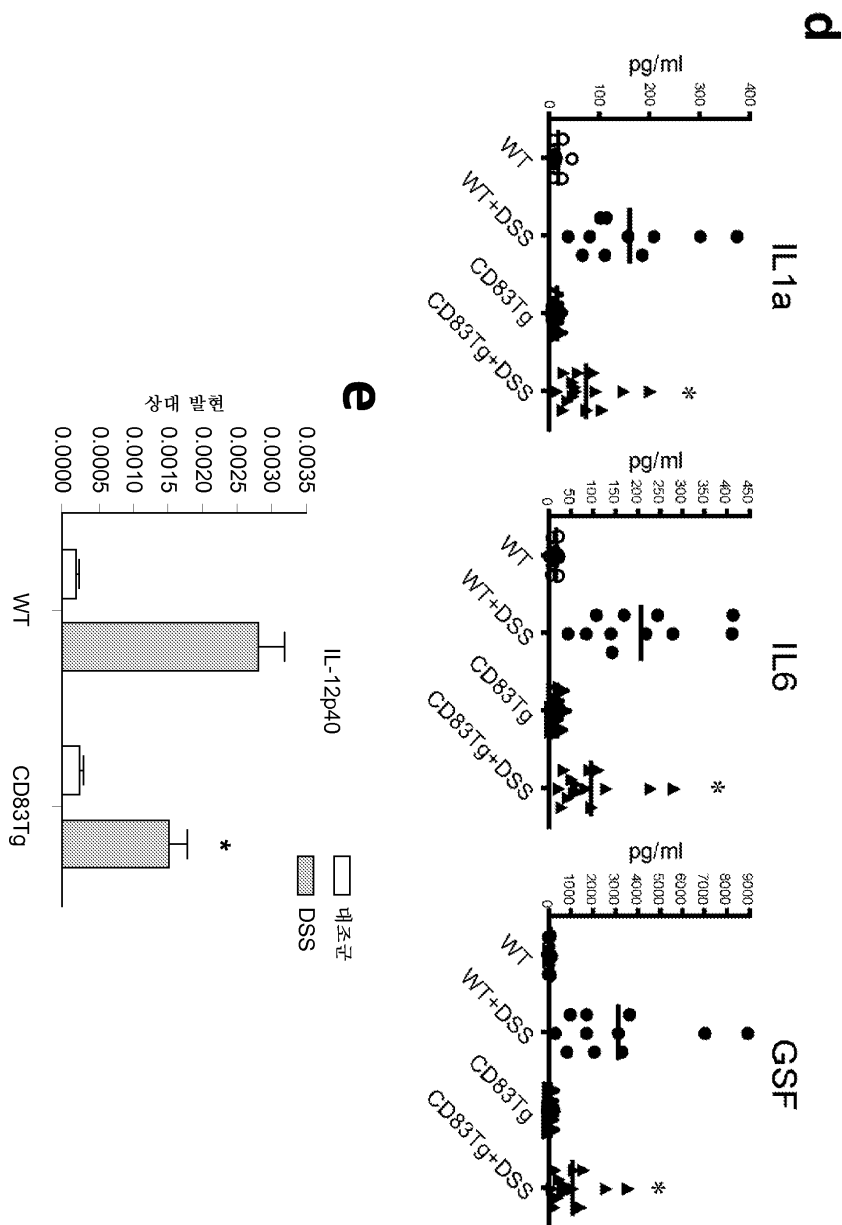 d
IL1a
pg/ml
400
300
200
100
0
WT
WT+DSS
CD83Tg
CD83Tg+DSS
*
IL6
pg/ml
450
400
350
300
250
200
150
100
50
0
WT
WT+DSS
CD83Tg
CD83Tg+DSS
*
GSF
pg/ml
9000
8000
7000
6000
5000
4000
3000
2000
1000
0
WT
WT+DSS
CD83Tg
CD83Tg+DSS
*
e
IL-12p40
상대 발현
0.0035
0.0030
0.0025
0.0020
0.0015
0.0005
0.0000
WT
CD83Tg
*
대조군
DSS